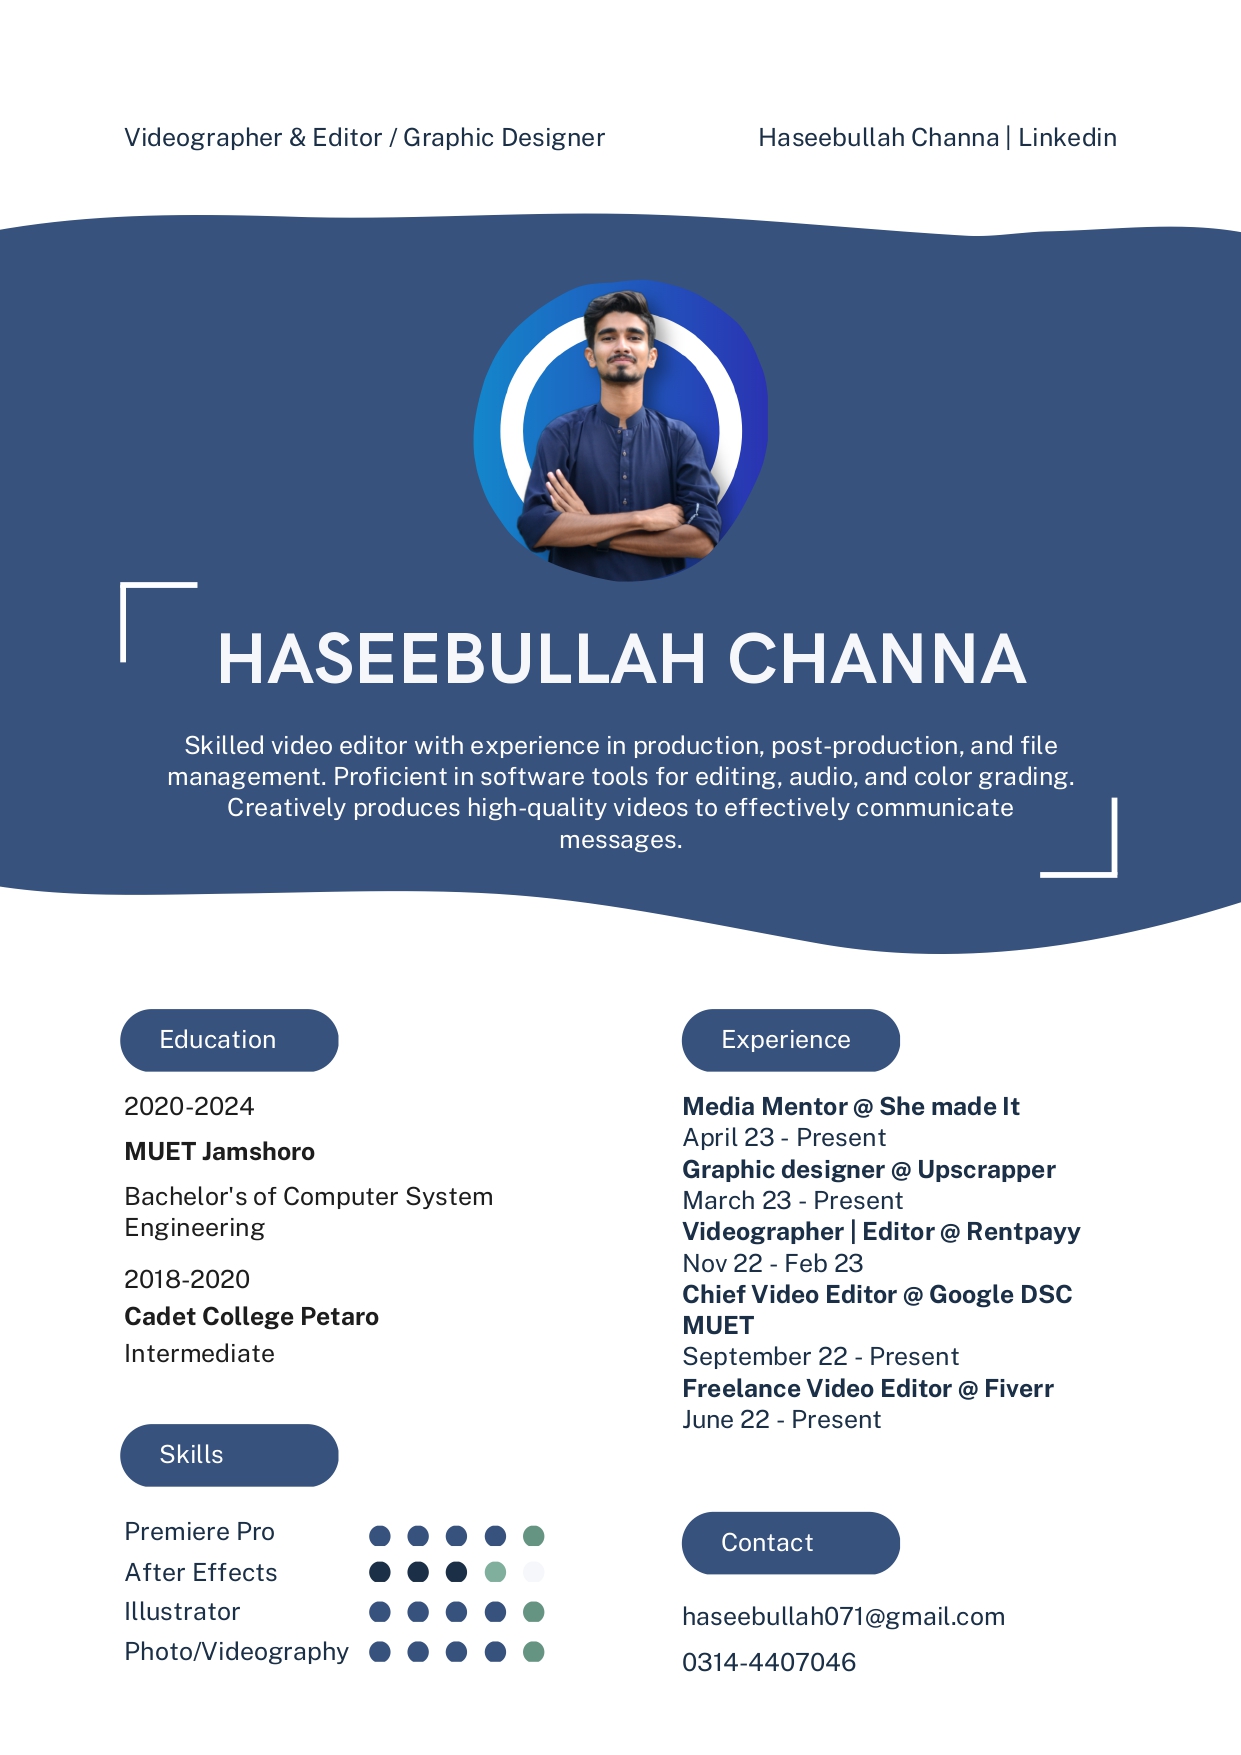 Videographer & Editor / Graphic Designer
Haseebullah Channa | Linkedin
HASEEBULLAH CHANNA
Skilled video editor with experience in production, post-production, and file
management. Proficient in software tools for editing, audio, and color grading.
Creatively produces high-quality videos to effectively communicate
messages.
Education
2020-2024
MUET Jamshoro
Bachelor's of Computer System
Engineering
2018-2020
Cadet College Petaro
Intermediate
Skills
Premiere Pro
After Effects
Illustrator
Photo/Videography
Experience
Media Mentor @ She made It
April 23 - Present
Graphic designer @ Upscrapper
March 23 - Present
Videographer | Editor @ Rentpayy
Nov 22 - Feb 23
Chief Video Editor @ Google DSC
MUET
September 22 - Present
Freelance Video Editor @ Fiverr
June 22 - Present
Contact
haseebullah071@gmail.com
0314-4407046